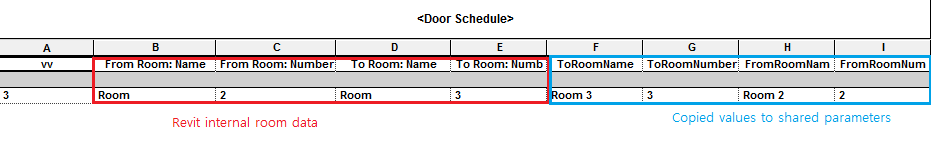 <Door Schedule>
A B C D E F G H I
vv From Room: Name From Room: Number To Room: Name To Room: Numb ToRoomName ToRoomNumber FromRoomNam FromRoomNum
3 Room 2 Room 3 Room 3 3 Room 2 2
Revit internal room data
Copied values to shared parameters